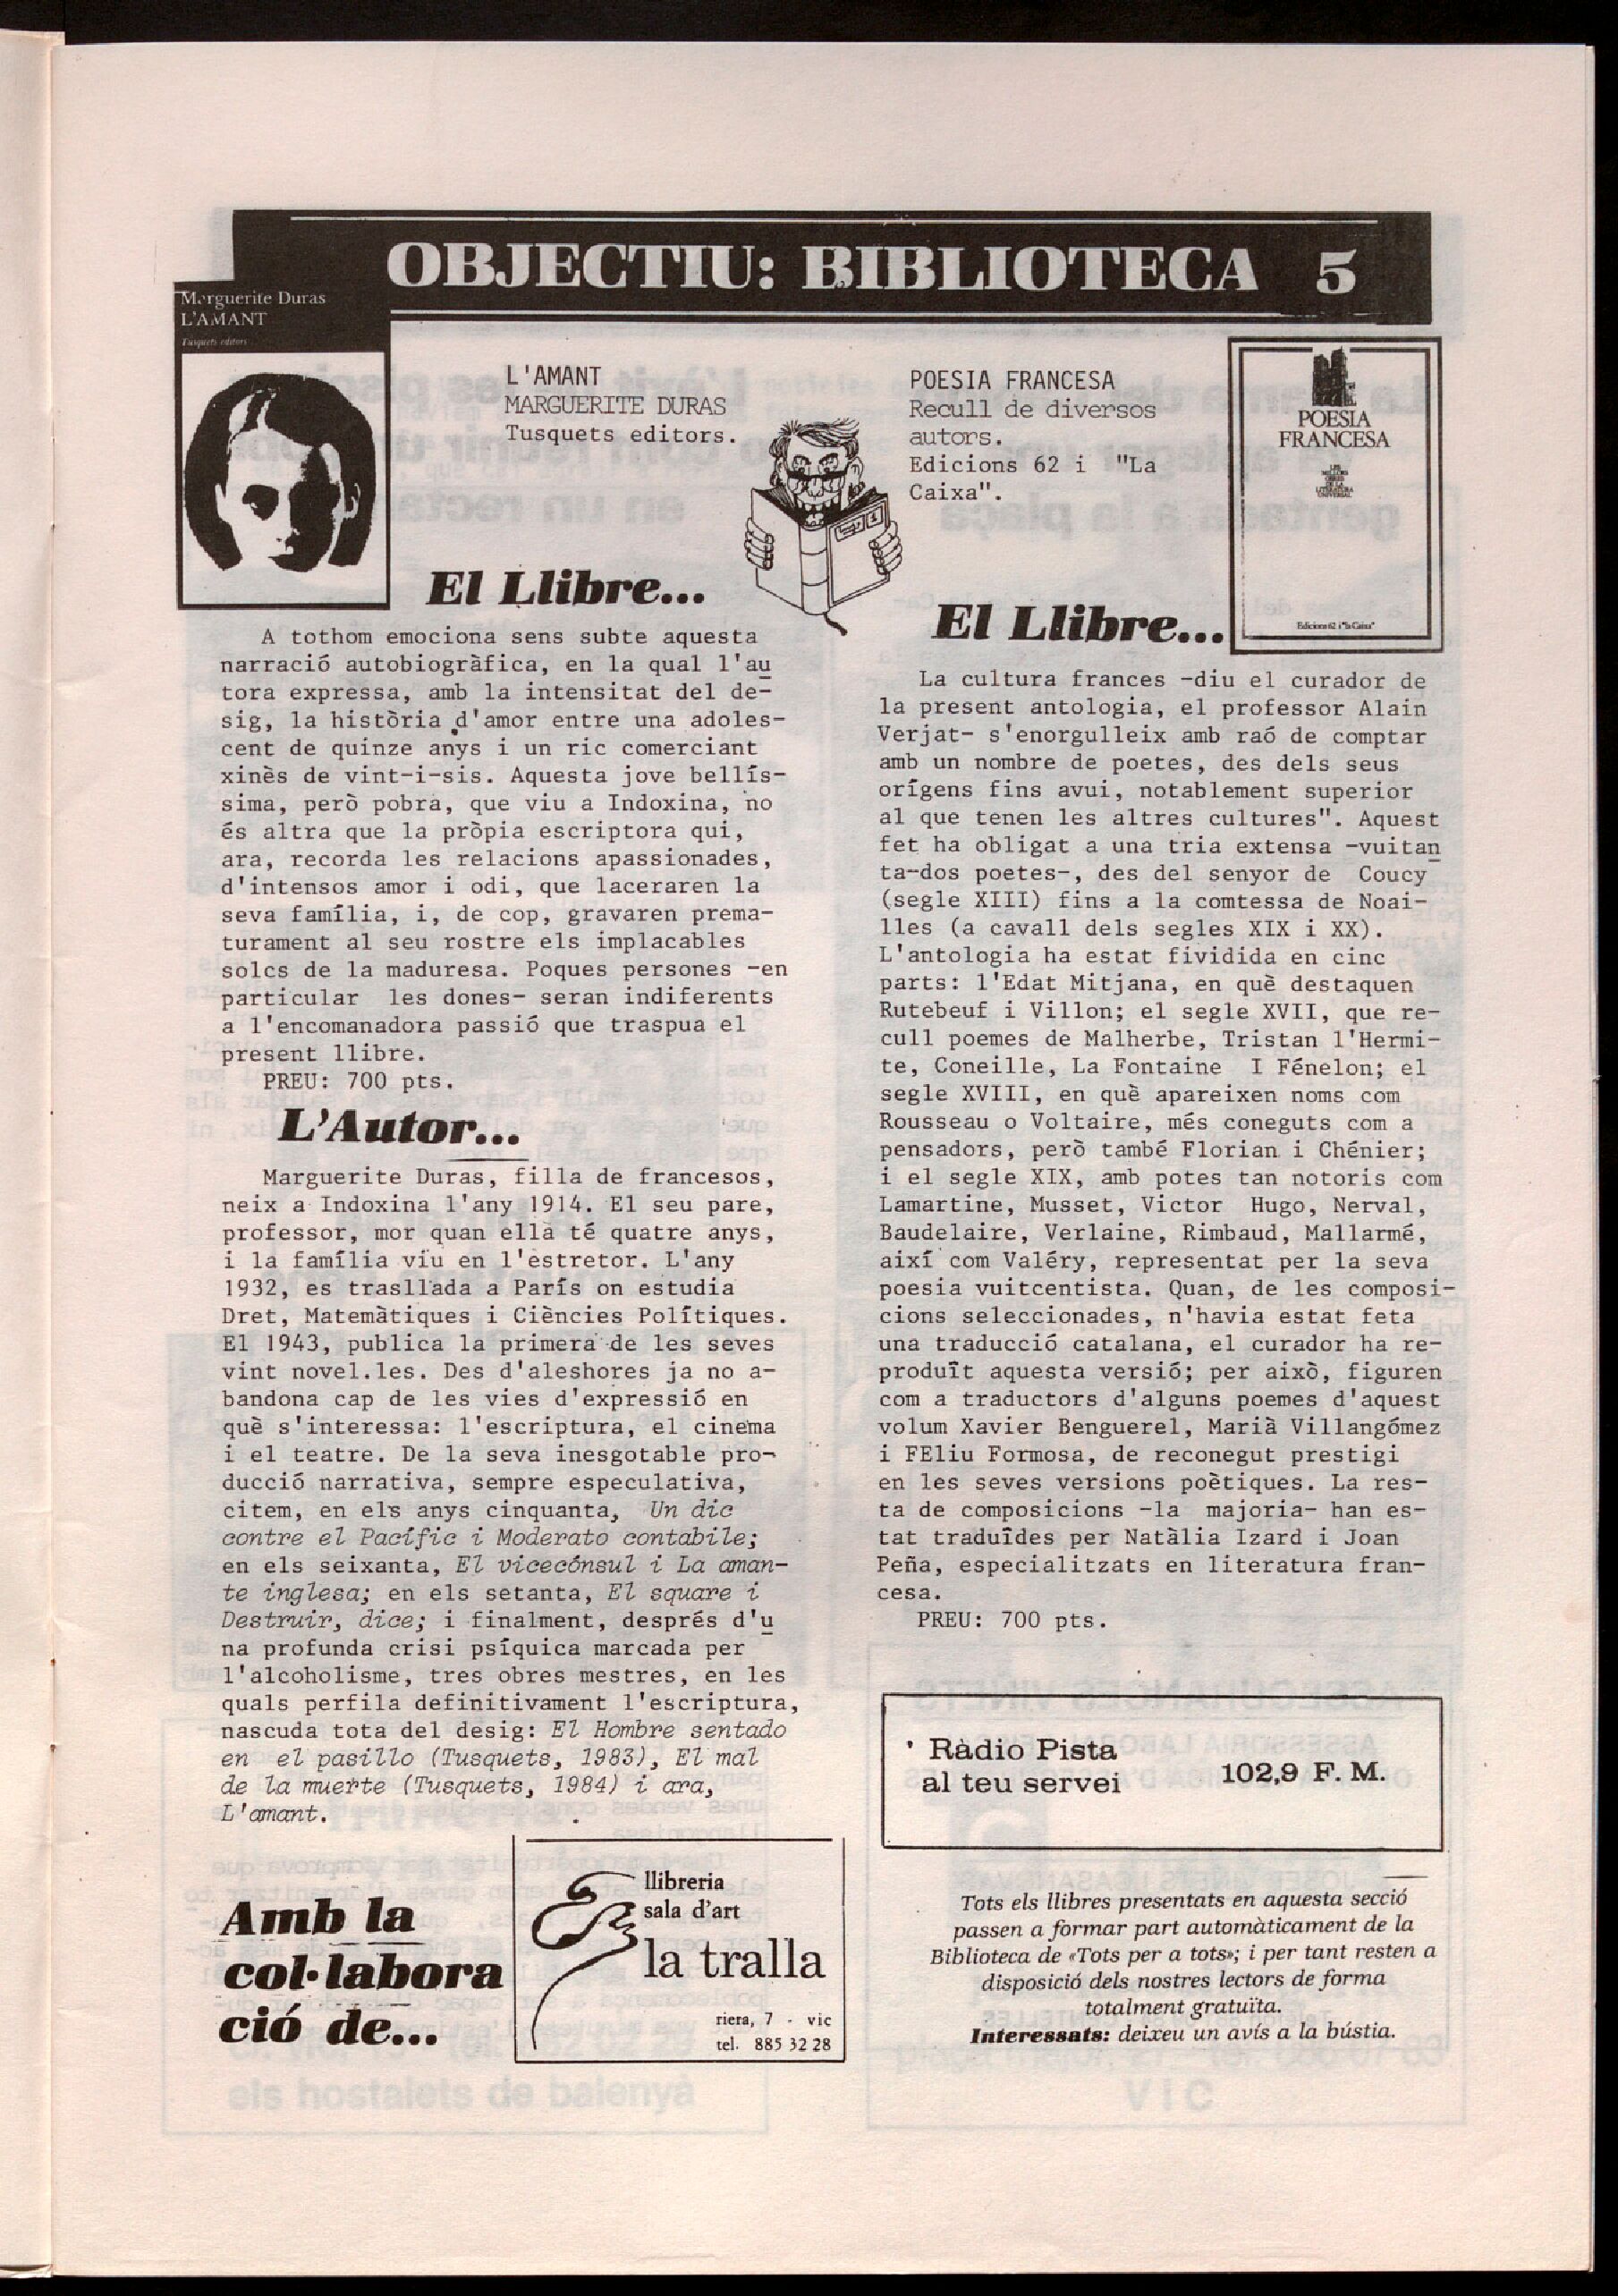 OBJECTIU: BIBLIOTECA 5
Marguerite Duras
L'AMANT
Tusquets editors
L'AMANT
MARGUERITE DURAS
Tusquets editors.
El Llibre...
A tothom emociona sens subte aquesta
narració autobiogràfica, en la qual l'au
tora expressa, amb la intensitat del de-
sig, la història d'amor entre una adoles-
cent de quinze anys i un ric comerciant
xinès de vint-i-sis. Aquesta jove bellís-
sima, però pobra, que viu a Indoxina, no
és altra que la pròpia escriptora qui,
ara, recorda les relacions apassionades,
d'intensos amor i odi, que laceraren la
seva família, i, de cop, gravaren prema-
turament al seu rostre els implacables
solcs de la maduresa. Poques persones -en
particular les dones- seran indiferents
a l'encomanadora passió que traspua el
present llibre.
PREU: 700 pts.
L'Autor...
Marguerite Duras, filla de francesos,
neix a Indoxina l'any 1914. El seu pare,
professor, mor quan ella té quatre anys,
i la família viu en l'estretor. L'any
1932, es trasllada a París on estudia
Dret, Matemàtiques i Ciències Polítiques.
El 1943, publica la primera de les seves
vint novel.les. Des d'aleshores ja no a-
bandona cap de les vies d'expressió en
què s'interessa: l'escriptura, el cinema
i el teatre. De la seva inesgotable pro-
ducció narrativa, sempre especulativa,
citem, en els anys cinquanta, Un dic
contre el Pacífic i Moderato contabile;
en els seixanta, El vicecónsul i La aman-
te inglesa; en els setanta, El square i
Destruir, dice; i finalment, després d'u
na profunda crisi psíquica marcada per
l'alcoholisme, tres obres mestres, en les
quals perfila definitivament l'escriptura,
nascuda tota del desig: El Hombre sentado
en el pasillo (Tusquets, 1983), El mal
de la muerte (Tusquets, 1984) i ara,
L'amant.
Amb la
col·labora
ció de...
llibreria
sala d'art
la tralla
riera, 7 - vic
tel. 885 32 28
POESIA FRANCESA
Recull de diversos
autors.
Edicions 62 i "La
Caixa".
POESIA
FRANCESA
LES
MILLORS
OBRES
DE LA
LITERATURA
UNIVERSAL
Edicions 62 i "la Caixa"
El Llibre...
La cultura frances -diu el curador de
la present antologia, el professor Alain
Verjat- s'enorgulleix amb raó de comptar
amb un nombre de poetes, des dels seus
orígens fins avui, notablement superior
al que tenen les altres cultures". Aquest
fet ha obligat a una tria extensa -vuitan
ta-dos poetes-, des del senyor de Coucy
(segle XIII) fins a la comtessa de Noai-
lles (a cavall dels segles XIX i XX).
L'antologia ha estat fividida en cinc
parts: l'Edat Mitjana, en què destaquen
Rutebeuf i Villon; el segle XVII, que re-
cull poemes de Malherbe, Tristan l'Hermi-
te, Coneille, La Fontaine I Fénelon; el
segle XVIII, en què apareixen noms com
Rousseau o Voltaire, més coneguts com a
pensadors, però també Florian i Chénier;
i el segle XIX, amb potes tan notoris com
Lamartine, Musset, Victor Hugo, Nerval,
Baudelaire, Verlaine, Rimbaud, Mallarmé,
així com Valéry, representat per la seva
poesia vuitcentista. Quan, de les composi-
cions seleccionades, n'havia estat feta
una traducció catalana, el curador ha re-
produït aquesta versió; per això, figuren
com a traductors d'alguns poemes d'aquest
volum Xavier Benguerel, Marià Villangómez
i FEliu Formosa, de reconegut prestigi
en les seves versions poètiques. La res-
ta de composicions -la majoria- han es-
tat traduïdes per Natàlia Izard i Joan
Peña, especialitzats en literatura fran-
cesa.
PREU: 700 pts.
Ràdio Pista
al teu servei
102,9 F. M.
Tots els llibres presentats en aquesta secció
passen a formar part automàticament de la
Biblioteca de «Tots per a tots»; i per tant resten a
disposició dels nostres lectors de forma
totalment gratuïta.
Interessats: deixeu un avís a la bústia.